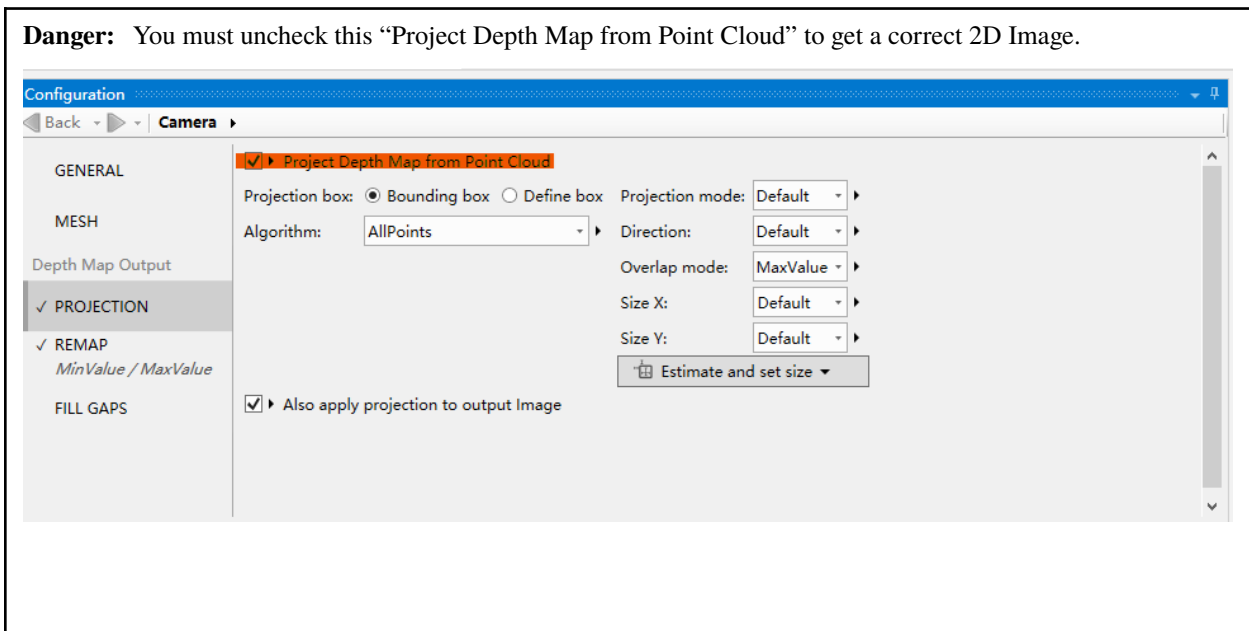 Danger: You must uncheck this “Project Depth Map from Point Cloud” to get a correct 2D Image.
Configuration
Back Camera
GENERAL
MESH
Depth Map Output
✓ PROJECTION
✓ REMAP
MinValue / MaxValue
FILL GAPS
Project Depth Map from Point Cloud
Projection box: Bounding box Define box Projection mode: Default
Algorithm: AllPoints Direction: Default
Overlap mode: MaxValue
Size X: Default
Size Y: Default
Estimate and set size
Also apply projection to output Image